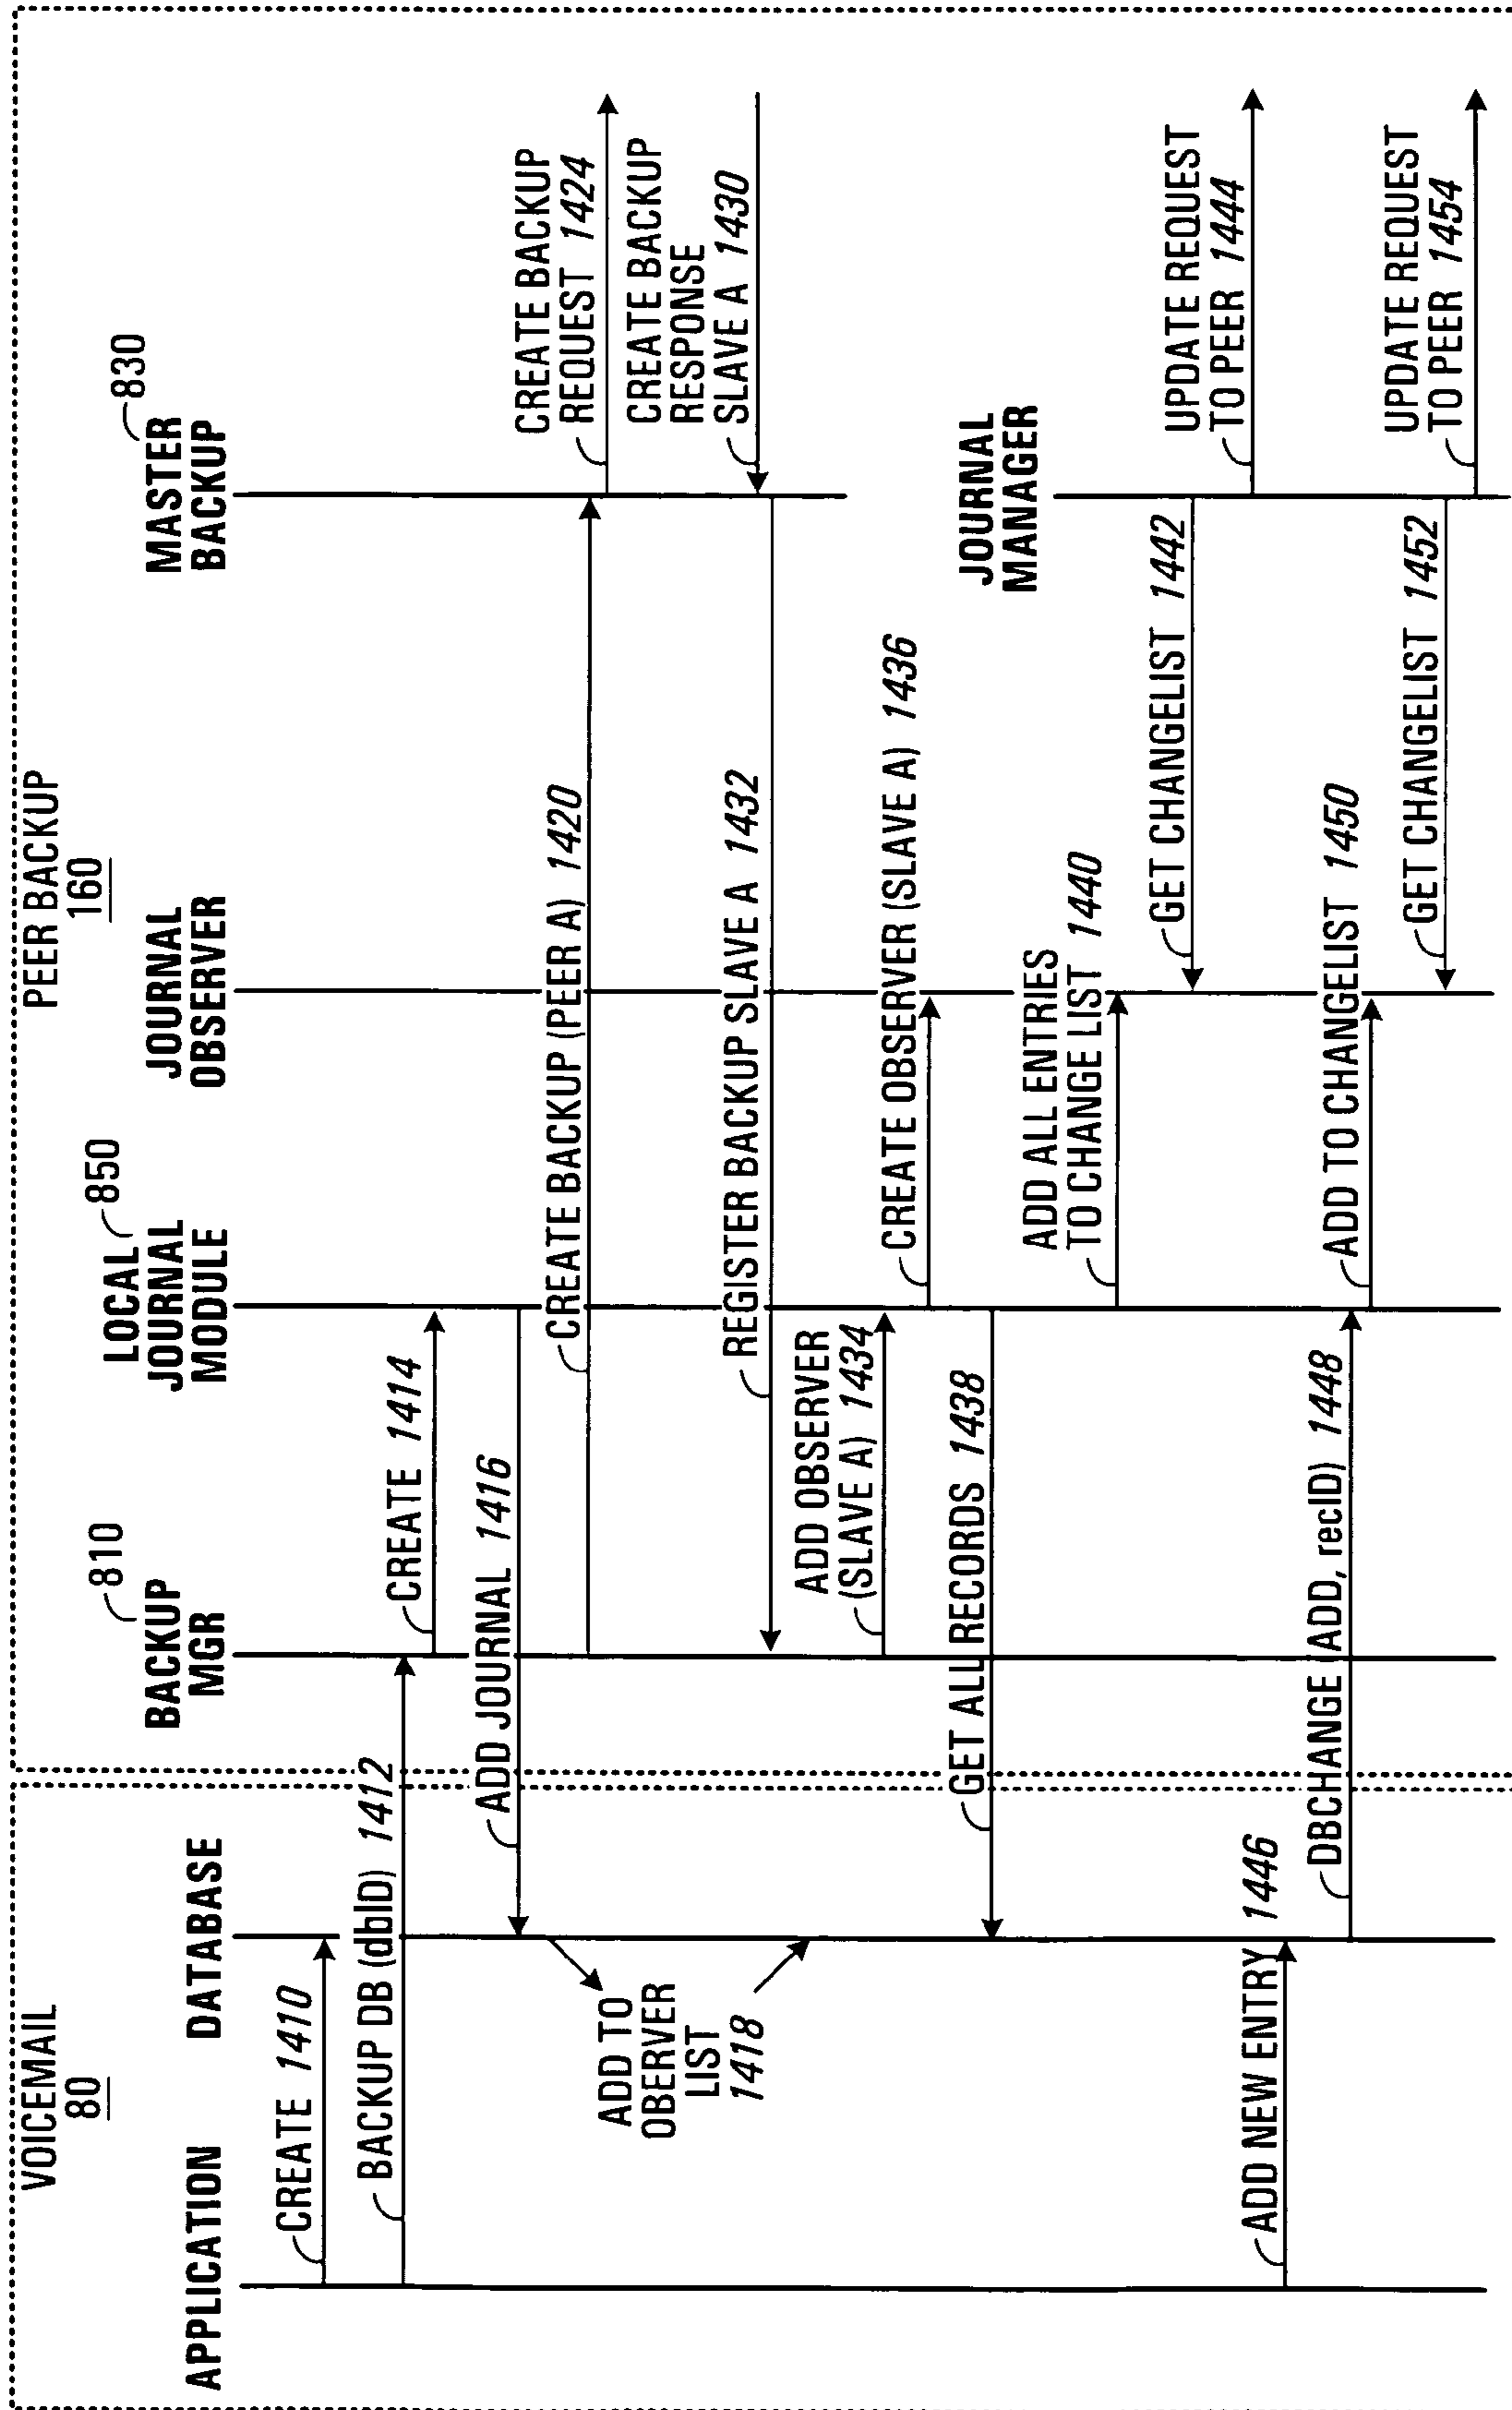 VOICEMAIL
80
PEER BACKUP
160
APPLICATION
DATABASE
BACKUP
MGR
810
LOCAL
JOURNAL
MODULE
850
JOURNAL
OBSERVER
MASTER
BACKUP
830
CREATE 1410
BACKUP DB (dbID) 1412
CREATE 1414
ADD JOURNAL 1416
ADD TO
OBERVER
LIST
1418
CREATE BACKUP (PEER A) 1420
CREATE BACKUP
REQUEST 1424
CREATE BACKUP
RESPONSE
SLAVE A 1430
REGISTER BACKUP SLAVE A 1432
ADD OBSERVER
(SLAVE A) 1434
CREATE OBSERVER (SLAVE A) 1436
GET ALL RECORDS 1438
JOURNAL
MANAGER
ADD ALL ENTRIES
TO CHANGE LIST 1440
GET CHANGELIST 1442
UPDATE REQUEST
TO PEER 1444
ADD NEW ENTRY 1446
DBCHANGE (ADD, recID) 1448
ADD TO CHANGELIST 1450
GET CHANGELIST 1452
UPDATE REQUEST
TO PEER 1454